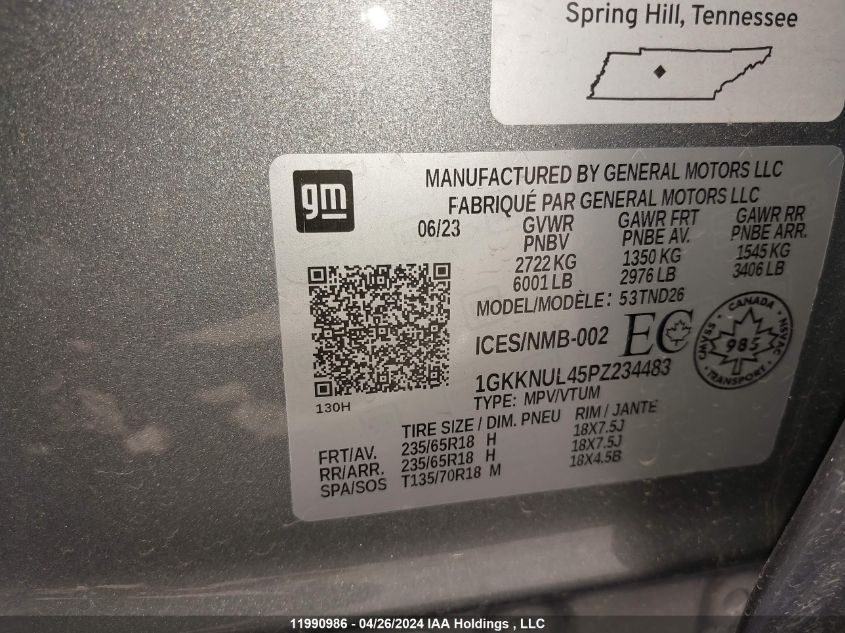 Spring Hill, Tennessee
gm
MANUFACTURED BY GENERAL MOTORS LLC
FABRIQUÉ PAR GENERAL MOTORS LLC
06/23 GVWR GAWR FRT GAWR RR
PNBV PNBE AV. PNBE ARR.
2722 KG 1350 KG 1545 KG
6001 LB 2976 LB 3406 LB
MODEL/MODÈLE: 53TND26
ICES/NMB-002 EC
CANADA
CMVSS 985 NSVAC
TRANSPORT
1GKKNUL45PZ234483
TYPE: MPV/VTUM
130H
TIRE SIZE / DIM. PNEU RIM / JANTE
FRT/AV. 235/65R18 H 18X7.5J
RR/ARR. 235/65R18 H 18X7.5J
SPA/SOS T135/70R18 M 18X4.5B
11990986 - 04/26/2024 IAA Holdings , LLC